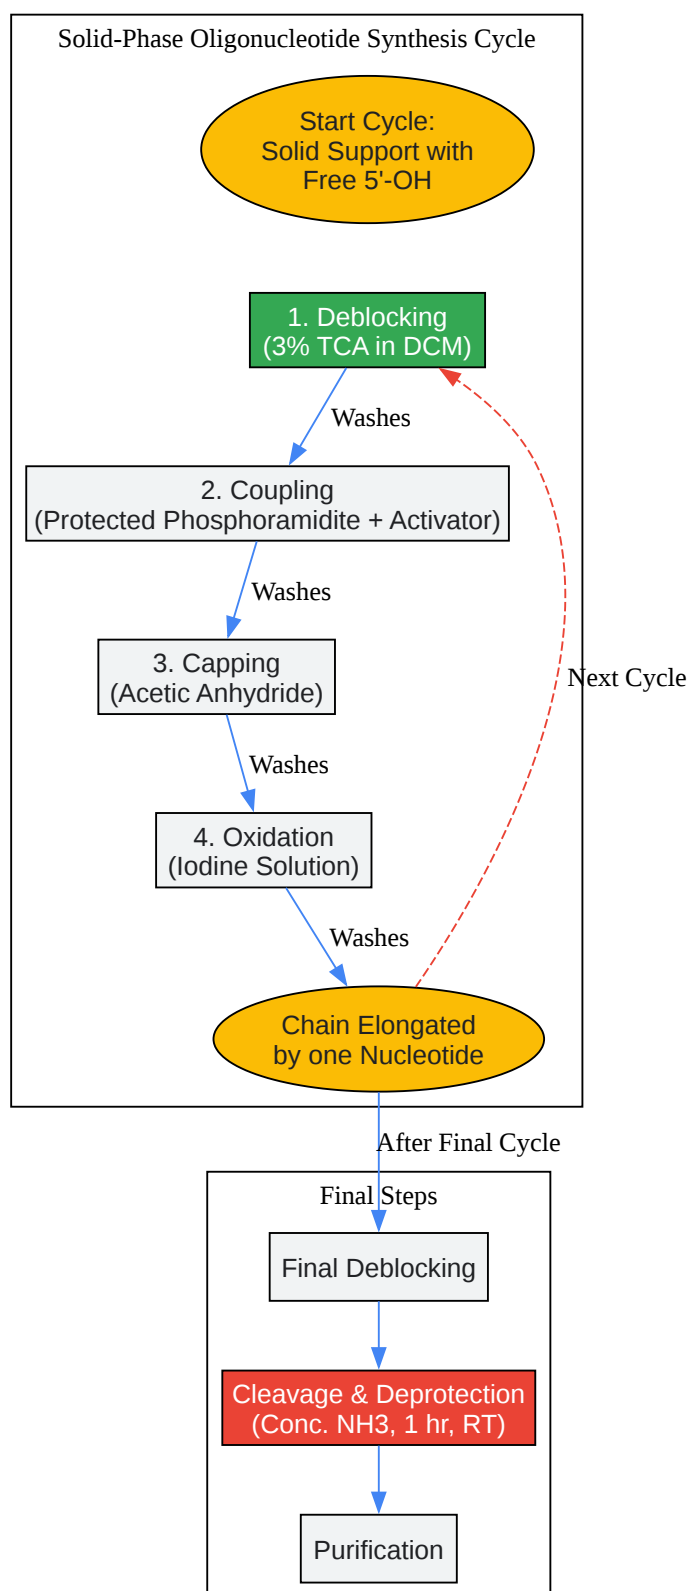 Solid-Phase Oligonucleotide Synthesis Cycle
Start Cycle:
Solid Support with
Free 5'-OH
1. Deblocking
(3% TCA in DCM)
Washes
2. Coupling
(Protected Phosphoramidite + Activator)
Washes
3. Capping
(Acetic Anhydride)
Next Cycle
Washes
4. Oxidation
(Iodine Solution)
Washes
Chain Elongated
by one Nucleotide
After Final Cycle
Final Steps
Final Deblocking
Cleavage & Deprotection
(Conc. NH3, 1 hr, RT)
Purification